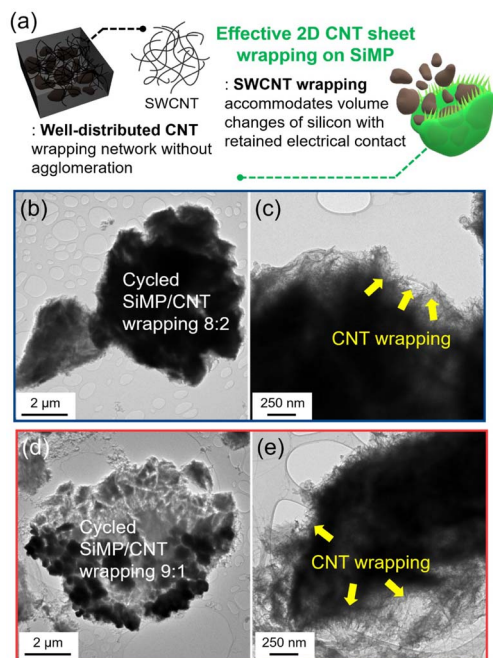 (a)
Effective 2D CNT sheet
wrapping on SiMP
SWCNT
: SWCNT wrapping
accommodates volume
changes of silicon with
retained electrical contact
: Well-distributed CNT
wrapping network without
agglomeration
(b)
Cycled
SiMP/CNT
wrapping 8:2
2 µm
(c)
CNT wrapping
250 nm
(d)
Cycled
SiMP/CNT
wrapping 9:1
2 µm
(e)
CNT wrapping
250 nm